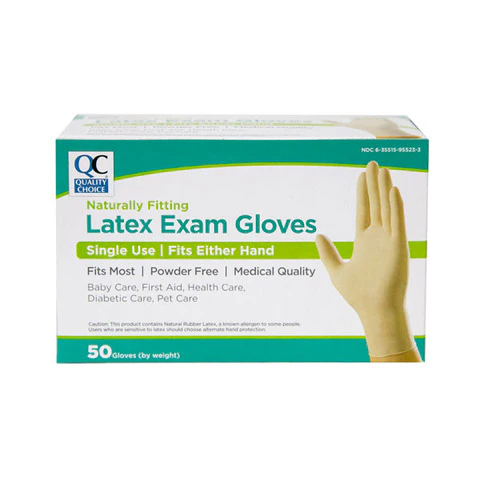 Latex Exam Gloves
NDC 6-35515-95523-3
QC
QUALITY
CHOICE
Naturally Fitting
Latex Exam Gloves
Single Use | Fits Either Hand
Fits Most | Powder Free | Medical Quality
Baby Care, First Aid, Health Care,
Diabetic Care, Pet Care
Caution: This product contains Natural Rubber Latex, a known allergen to some people.
Users who are sensitive to latex should choose alternate hand protection.
50 Gloves (by weight)